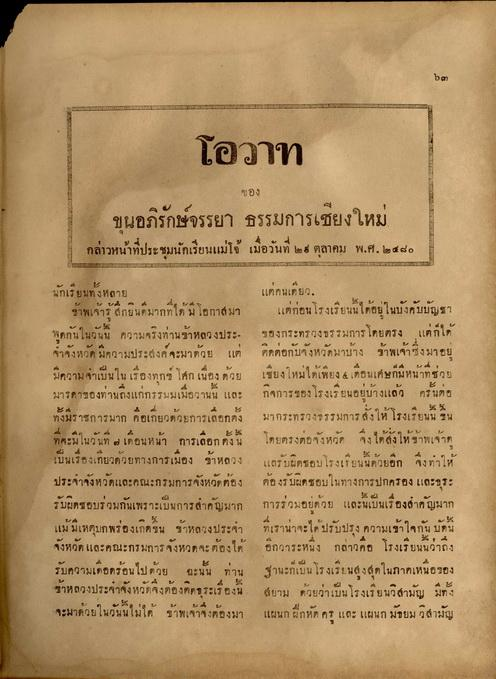 ๖๓
โอวาท
ของ
ขุนอภิรักษ์จรรยา ธรรมการเชียงใหม่
กล่าวหน้าที่ประชุมนักเรียนแม่โจ้ เมื่อวันที่ ๒๙ ตุลาคม พ.ศ. ๒๔๘๐
นักเรียนทั้งหลาย
ข้าพเจ้ารู้สึกยินดีมากที่ได้มีโอกาสมา
พูดกันในวันนี้ ความจริงท่านข้าหลวงประ-
จำจังหวัดมีความประสงค์จะมาด้วย แต่
มีความจำเป็นในเรื่องทุกข์โศกเนื่องด้วย
มารดาของท่านถึงแก่กรรมเมื่อวานนี้ และ
ทั้งมีราชการมาก คือเกี่ยวด้วยการเลือกตั้ง
ที่จะมีในวันที่ ๗ เดือนหน้า การเลือกตั้งนี้
เป็นเรื่องเกี่ยวด้วยทางการเมือง ข้าหลวง
ประจำจังหวัดและคณะกรมการจังหวัดต้อง
รับผิดชอบร่วมกันเพราะเป็นการสำคัญมาก
แม้มีเหตุบกพร่องเกิดขึ้น ข้าหลวงประจำ
จังหวัด และคณะกรมการจังหวัดจะต้องได้
รับความเดือดร้อนไปด้วย ฉะนั้น ท่าน
ข้าหลวงประจำจังหวัดจึงต้องติดธุระเรื่องนี้
จะมาด้วยในวันนี้ไม่ได้ ข้าพเจ้าจึงต้องมา
แต่คนเดียว.
แต่ก่อนโรงเรียนนี้ได้อยู่ในบังคับบัญชา
ของกระทรวงธรรมการโดยตรง แต่ก็ได้
ติดต่อกับจังหวัดมาบ้าง ข้าพเจ้าซึ่งมาอยู่
เชียงใหม่ได้เพียง ๕ เดือนเศษก็มีหน้าที่ช่วย
กิจการของโรงเรียนอยู่บ้างแล้ว ครั้นต่อ
มากระทรวงธรรมการสั่งให้โรงเรียนนี้ขึ้น
โดยตรงต่อจังหวัด จึงได้สั่งให้ข้าพเจ้าดู
และรับผิดชอบโรงเรียนนี้ด้วยอีก จึงทำให้
ต้องรับผิดชอบในทางการปกครอง และธุระ
การร่วมอยู่ด้วย และนี้เป็นเรื่องสำคัญมาก
ที่เราน่าจะได้ปรับปรุงความเข้าใจกันบัดนี้
อีกวาระหนึ่ง กล่าวคือ โรงเรียนนี้ว่าถึง
ฐานะก็เป็นโรงเรียนสูงสุดในภาคเหนือของ
สยาม ด้วยว่าเป็นโรงเรียนวิสามัญ มีทั้ง
แผนกฝึกหัดครู และแผนกมัธยมวิสามัญ